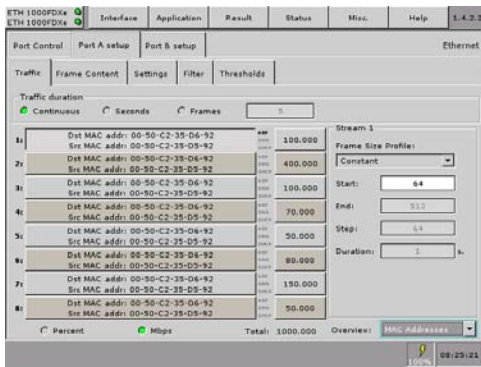 ETH 1000FDXs
ETH 1000FDXs
Interface
Application
Result
Status
Misc.
Help
1.4.2.2
Port Control
Port A setup
Port B setup
Ethernet
Traffic
Frame Content
Settings
Filter
Thresholds
Traffic duration
Continuous
Seconds
Frames
5
1:
Dst MAC addr: 00-50-C2-35-D6-92
Src MAC addr: 00-50-C2-35-D5-92
100.000
2:
Dst MAC addr: 00-50-C2-35-D6-92
Src MAC addr: 00-50-C2-35-D5-92
400.000
3:
Dst MAC addr: 00-50-C2-35-D6-92
Src MAC addr: 00-50-C2-35-D5-92
100.000
4:
Dst MAC addr: 00-50-C2-35-D6-92
Src MAC addr: 00-50-C2-35-D5-92
70.000
5:
Dst MAC addr: 00-50-C2-35-D6-92
Src MAC addr: 00-50-C2-35-D5-92
50.000
6:
Dst MAC addr: 00-50-C2-35-D6-92
Src MAC addr: 00-50-C2-35-D5-92
80.000
7:
Dst MAC addr: 00-50-C2-35-D6-92
Src MAC addr: 00-50-C2-35-D5-92
150.000
8:
Dst MAC addr: 00-50-C2-35-D6-92
Src MAC addr: 00-50-C2-35-D5-92
50.000
Stream 1
Frame Size Profile:
Constant
Start: 64
End: 512
Step: 64
Duration: 1 s.
Percent
Mbps
Total: 1000.000
Overview: MAC Addresses
100%
08:25:21